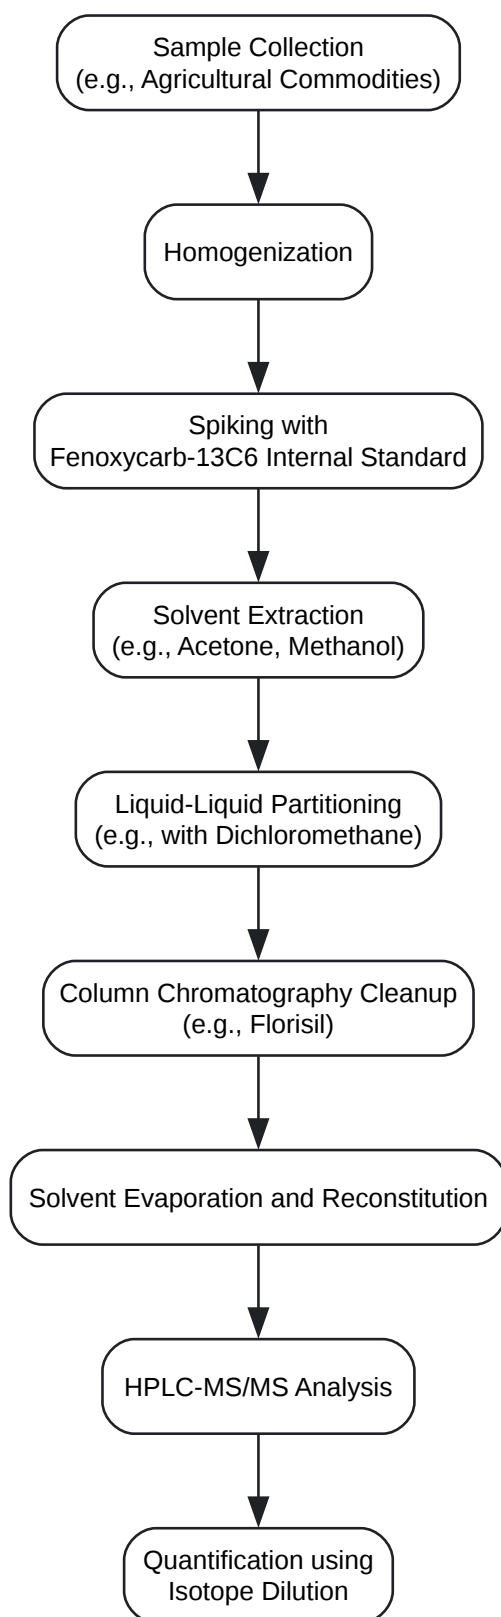 Sample Collection
(e.g., Agricultural Commodities)
Homogenization
Spiking with
Fenoxycarb-13C6 Internal Standard
Solvent Extraction
(e.g., Acetone, Methanol)
Liquid-Liquid Partitioning
(e.g., with Dichloromethane)
Column Chromatography Cleanup
(e.g., Florisil)
Solvent Evaporation and Reconstitution
HPLC-MS/MS Analysis
Quantification using
Isotope Dilution